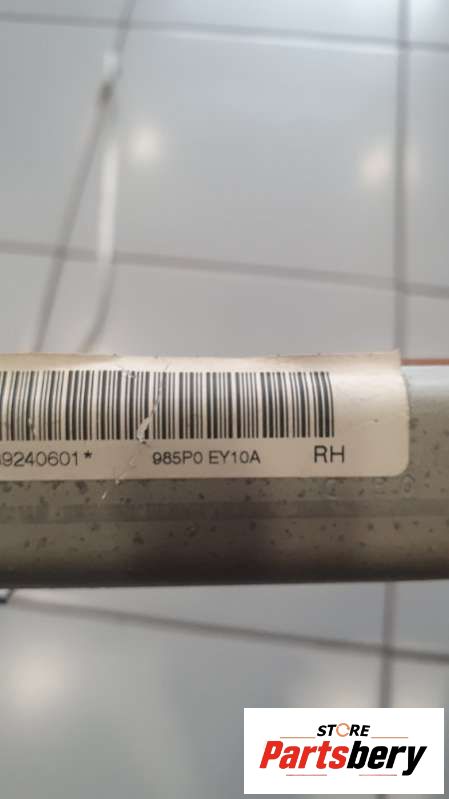 9240601* 985P0 EY10A RH
STORE
Partsbery